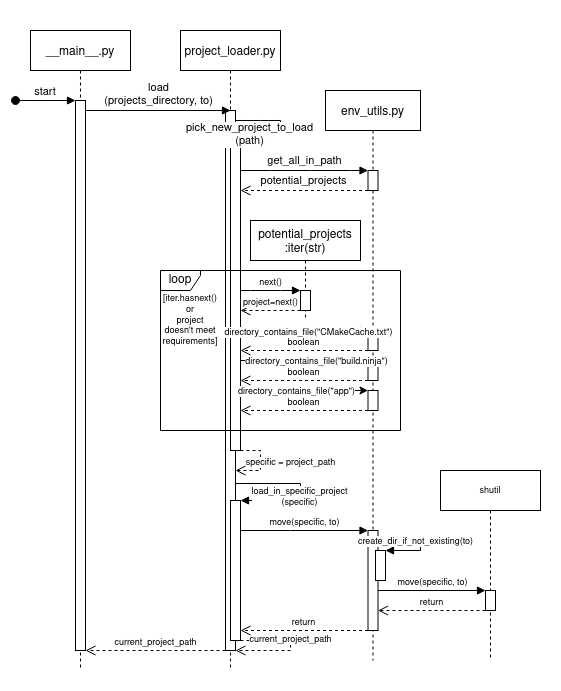 __main__.py
project_loader.py
start
load
(projects_directory, to)
env_utils.py
pick_new_project_to_load
(path)
get_all_in_path
potential_projects
potential_projects
:iter(str)
loop
next()
[iter.hasnext()
or
project
doesn't meet
requirements]
project=next()
directory_contains_file("CMakeCache.txt")
boolean
directory_contains_file("build.ninja")
boolean
directory_contains_file("app")
boolean
specific = project_path
load_in_specific_project
(specific)
shutil
move(specific, to)
create_dir_if_not_existing(to)
move(specific, to)
return
return
current_project_path
current_project_path